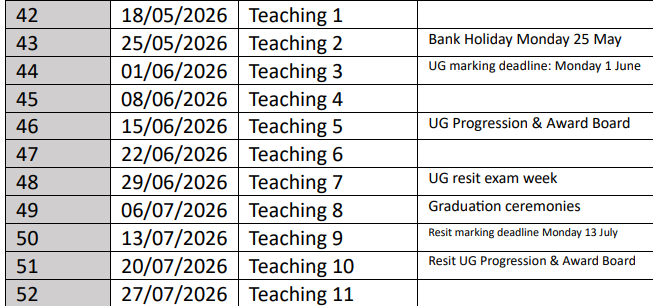 42 18/05/2026 Teaching 1
43 25/05/2026 Teaching 2 Bank Holiday Monday 25 May
44 01/06/2026 Teaching 3 UG marking deadline: Monday 1 June
45 08/06/2026 Teaching 4
46 15/06/2026 Teaching 5 UG Progression & Award Board
47 22/06/2026 Teaching 6
48 29/06/2026 Teaching 7 UG resit exam week
49 06/07/2026 Teaching 8 Graduation ceremonies
50 13/07/2026 Teaching 9 Resit marking deadline Monday 13 July
51 20/07/2026 Teaching 10 Resit UG Progression & Award Board
52 27/07/2026 Teaching 11